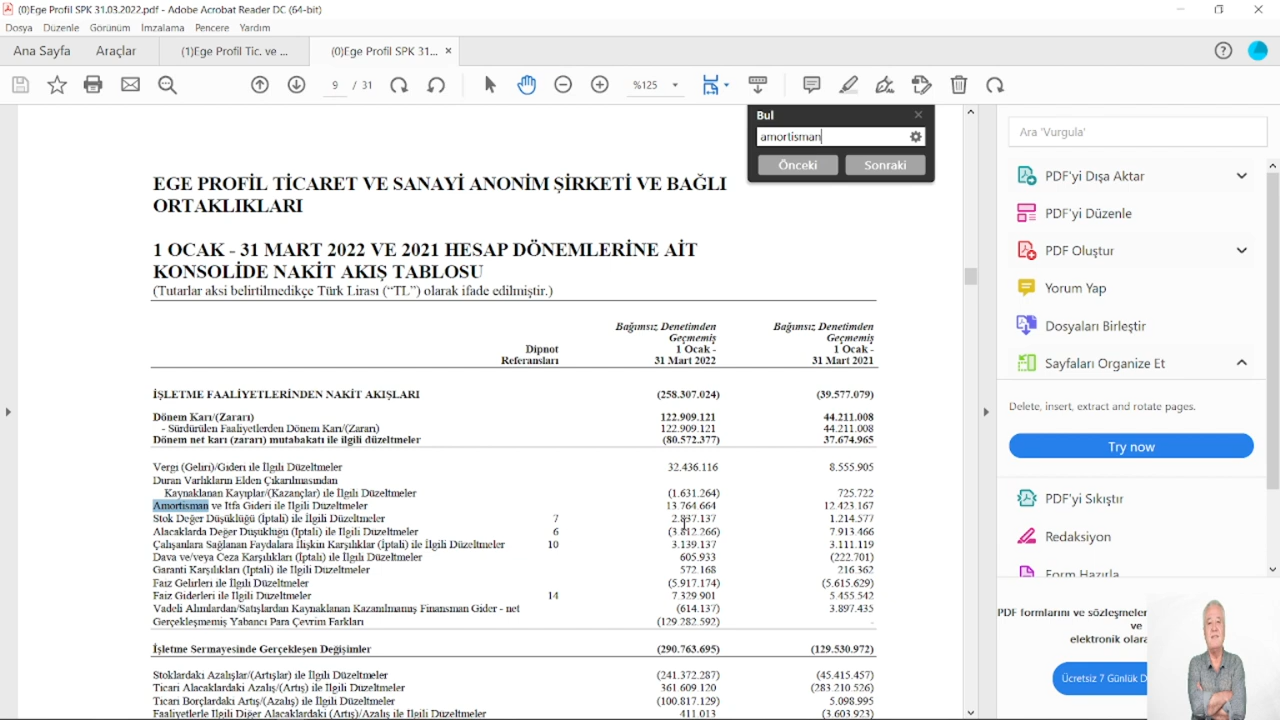 (0)Ege Profil SPK 31.03.2022.pdf - Adobe Acrobat Reader DC (64-bit)
Dosya Düzenle Görünüm İmzalama Pencere Yardım
Ana Sayfa Araçlar (1)Ege Profil Tic. ve ... (0)Ege Profil SPK 31... ×
9 / 31 %125
Bul
amortisman
Önceki Sonraki
EGE PROFİL TİCARET VE SANAYİ ANONİM ŞİRKETİ VE BAĞLI
ORTAKLIKLARI
1 OCAK - 31 MART 2022 VE 2021 HESAP DÖNEMLERİNE AİT
KONSOLİDE NAKİT AKIŞ TABLOSU
(Tutarlar aksi belirtilmedikçe Türk Lirası (“TL”) olarak ifade edilmiştir.)
Bağımsız Denetimden Bağımsız Denetimden
Geçmemiş Geçmemiş
Dipnot 1 Ocak - 1 Ocak -
Referansları 31 Mart 2022 31 Mart 2021
İŞLETME FAALİYETLERİNDEN NAKİT AKIŞLARI (258.307.024) (39.577.079)
Dönem Karı/(Zararı) 122.909.121 44.211.008
- Sürdürülen Faaliyetlerden Dönem Karı/(Zararı) 122.909.121 44.211.008
Dönem net karı (zararı) mutabakatı ile ilgili düzeltmeler (80.572.377) 37.674.965
Vergi (Geliri)/Gideri ile İlgili Düzeltmeler 32.436.116 8.555.905
Duran Varlıkların Elden Çıkarılmasından
Kaynaklanan Kayıplar/(Kazançlar) ile İlgili Düzeltmeler (1.631.264) 725.722
Amortisman ve İtfa Gideri ile İlgili Düzeltmeler 13.764.664 12.423.167
Stok Değer Düşüklüğü (İptali) ile İlgili Düzeltmeler 7 2.837.137 1.214.577
Alacaklarda Değer Düşüklüğü (İptali) ile İlgili Düzeltmeler 6 (3.812.266) 7.913.466
Çalışanlara Sağlanan Faydalara İlişkin Karşılıklar (İptali) ile İlgili Düzeltmeler 10 3.139.137 3.111.119
Dava ve/veya Ceza Karşılıkları (İptali) ile İlgili Düzeltmeler 605.933 (222.701)
Garanti Karşılıkları (İptali) ile İlgili Düzeltmeler 572.168 216.362
Faiz Gelirleri ile İlgili Düzeltmeler (5.917.174) (5.615.629)
Faiz Giderleri ile İlgili Düzeltmeler 14 7.329.901 5.455.542
Vadeli Alımlardan/Satışlardan Kaynaklanan Kazanılmamış Finansman Gider - net (614.137) 3.897.435
Gerçekleşmemiş Yabancı Para Çevrim Farkları (129.282.592) -
İşletme Sermayesinde Gerçekleşen Değişimler (290.763.695) (129.530.972)
Stoklardaki Azalışlar/(Artışlar) ile İlgili Düzeltmeler (241.372.287) (45.415.457)
Ticari Alacaklardaki Azalış/(Artış) ile İlgili Düzeltmeler 361.609.120 (283.210.526)
Ticari Borçlardaki Artış/(Azalış) ile İlgili Düzeltmeler (100.817.129) 5.098.995
Faaliyetlerle İlgili Diğer Alacaklardaki (Artış)/Azalış ile İlgili Düzeltmeler 411.013 (3.603.923)
Ara 'Vurgula'
PDF'yi Dışa Aktar
PDF'yi Düzenle
PDF Oluştur
Yorum Yap
Dosyaları Birleştir
Sayfaları Organize Et
Delete, insert, extract and rotate pages.
Try now
PDF'yi Sıkıştır
Redaksiyon
Form Hazırla
PDF formlarını ve sözleşmeler
ve
elektronik olara
Ücretsiz 7 Günlük D